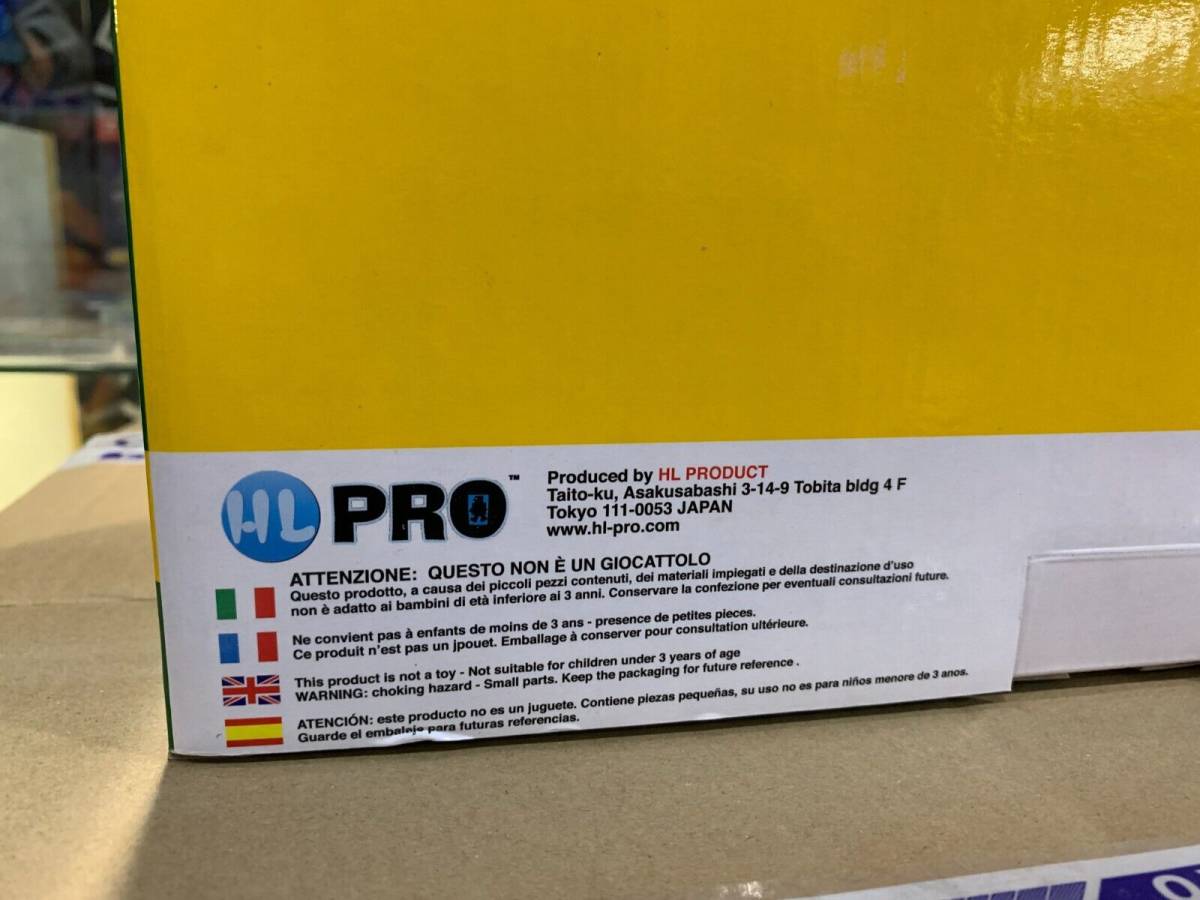 HL PRO™
Produced by HL PRODUCT
Taito-ku, Asakusabashi 3-14-9 Tobita bldg 4 F
Tokyo 111-0053 JAPAN
www.hl-pro.com
ATTENZIONE: QUESTO NON È UN GIOCATTOLO
Questo prodotto, a causa dei piccoli pezzi contenuti, dei materiali impiegati e della destinazione d'uso
non è adatto ai bambini di età inferiore ai 3 anni. Conservare la confezione per eventuali consultazioni future.
Ne convient pas à enfants de moins de 3 ans - presence de petites pieces.
Ce produit n'est pas un jpouet. Emballage à conserver pour consultation ultérieure.
This product is not a toy - Not suitable for children under 3 years of age
WARNING: choking hazard - Small parts. Keep the packaging for future reference .
ATENCIÓN: este producto no es un juguete. Contiene piezas pequeñas, su uso no es para niños menore de 3 anos.
Guarde el embalaje para futuras referencias.